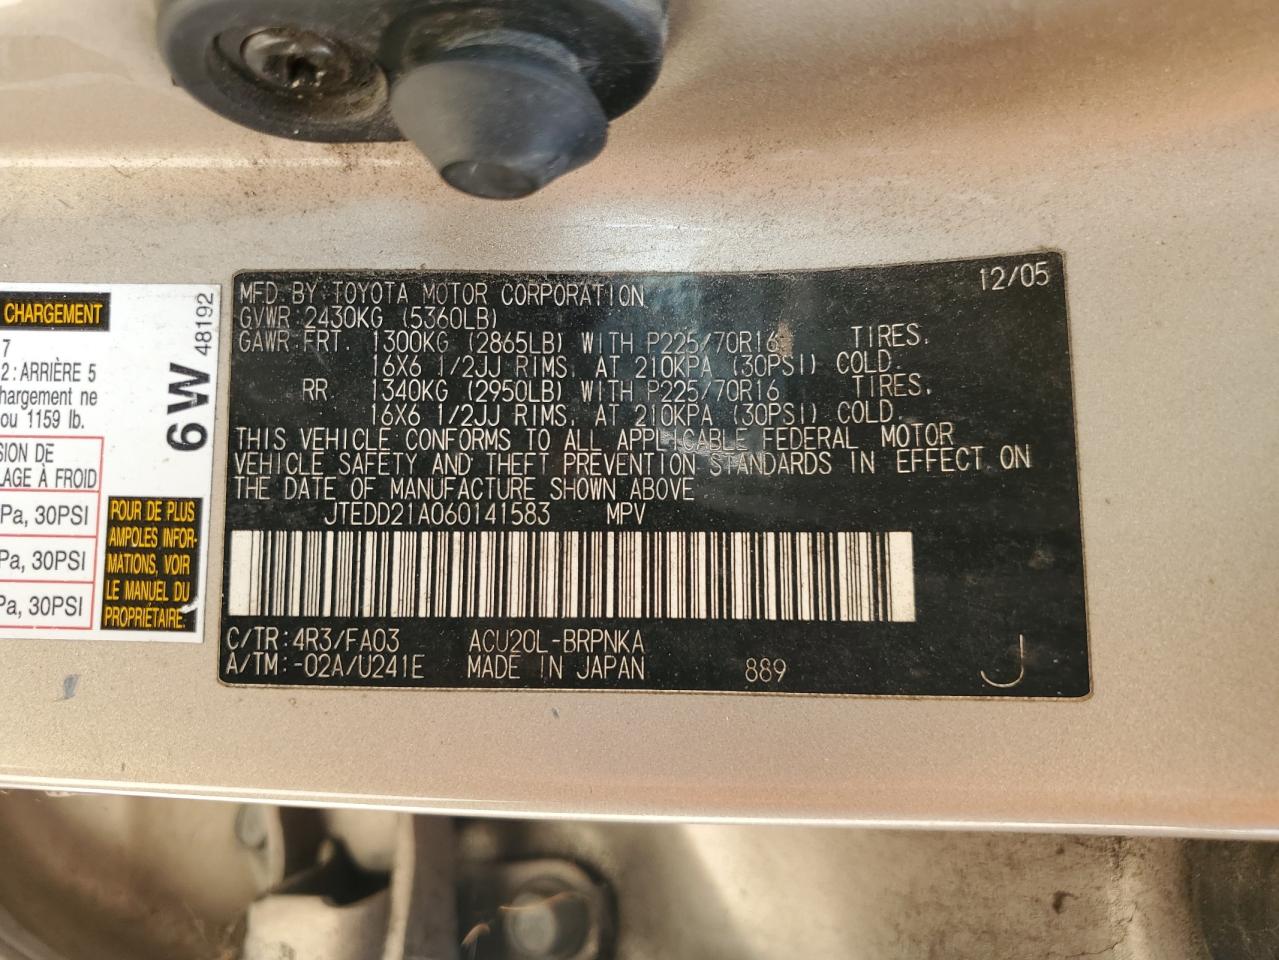 12/05
MFD. BY: TOYOTA MOTOR CORPORATION
GVWR: 2430KG (5360LB)
GAWR: FRT. 1300KG (2865LB) WITH P225/70R16 TIRES.
16X6 1/2JJ RIMS. AT 210KPA (30PSI) COLD.
RR 1340KG (2950LB) WITH P225/70R16 TIRES.
16X6 1/2JJ RIMS. AT 210KPA (30PSI) COLD.
THIS VEHICLE CONFORMS TO ALL APPLICABLE FEDERAL MOTOR
VEHICLE SAFETY AND THEFT PREVENTION STANDARDS IN EFFECT ON
THE DATE OF MANUFACTURE SHOWN ABOVE
JTEDD21A060141583 MPV
C/TR: 4R3/FA03 ACU20L-BRPNKA
A/TM: -02A/U241E MADE IN JAPAN 889 J
CHARGEMENT
7
2 : ARRIÈRE 5
chargement ne
ou 1159 lb.
SION DE
LAGE À FROID
Pa, 30PSI
Pa, 30PSI
Pa, 30PSI
6W 48192
POUR DE PLUS
AMPLES INFOR-
MATIONS, VOIR
LE MANUEL DU
PROPRIÉTAIRE.